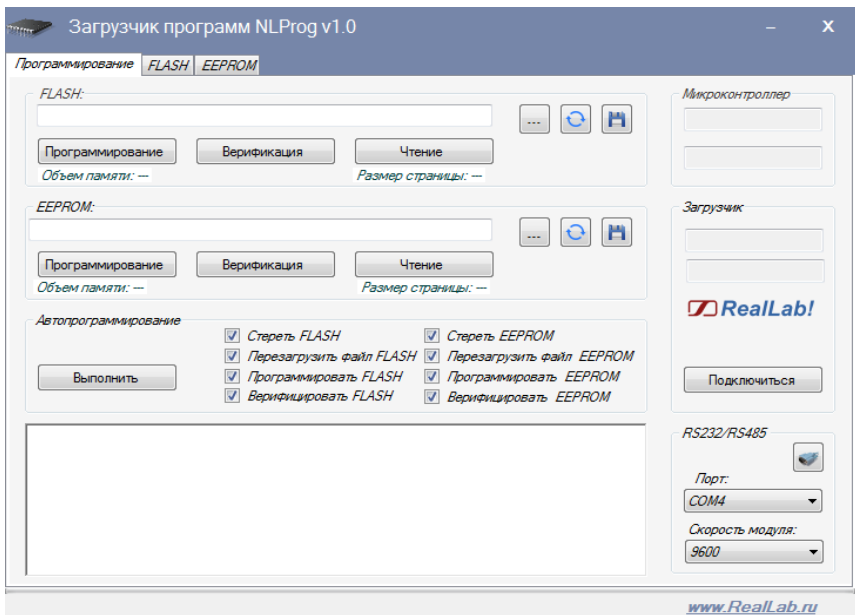 Загрузчик программ NLProg v1.0
Программирование FLASH EEPROM
FLASH:
...
Программирование Верификация Чтение
Объем памяти: --- Размер страницы: ---
EEPROM:
...
Программирование Верификация Чтение
Объем памяти: --- Размер страницы: ---
Автопрограммирование
Выполнить
Стереть FLASH Стереть EEPROM
Перезагрузить файл FLASH Перезагрузить файл EEPROM
Программировать FLASH Программировать EEPROM
Верифицировать FLASH Верифицировать EEPROM
Микроконтроллер
Загрузчик
RealLab!
Подключиться
RS232/RS485
Порт:
COM4
Скорость модуля:
9600
www.RealLab.ru